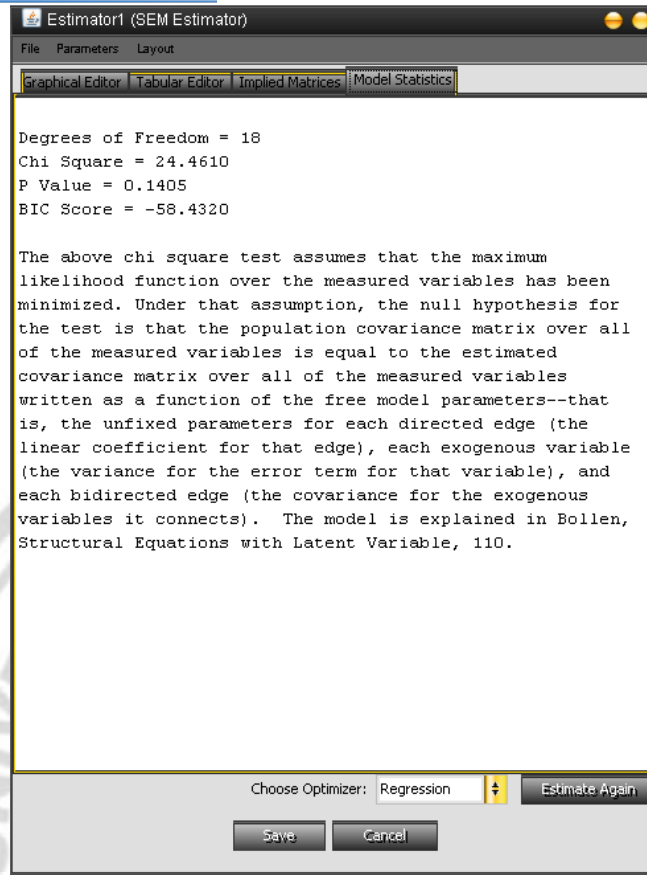 Estimator1 (SEM Estimator)
File Parameters Layout
Graphical Editor Tabular Editor Implied Matrices Model Statistics
Degrees of Freedom = 18
Chi Square = 24.4610
P Value = 0.1405
BIC Score = -58.4320
The above chi square test assumes that the maximum
likelihood function over the measured variables has been
minimized. Under that assumption, the null hypothesis for
the test is that the population covariance matrix over all
of the measured variables is equal to the estimated
covariance matrix over all of the measured variables
written as a function of the free model parameters--that
is, the unfixed parameters for each directed edge (the
linear coefficient for that edge), each exogenous variable
(the variance for the error term for that variable), and
each bidirected edge (the covariance for the exogenous
variables it connects).  The model is explained in Bollen,
Structural Equations with Latent Variable, 110.
Choose Optimizer: Regression Estimate Again
Save Cancel